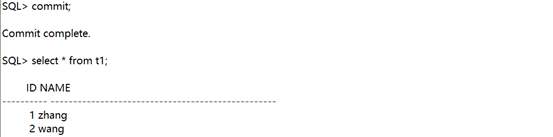 SQL> commit;
Commit complete.
SQL> select * from t1;
ID NAME
---------- --------------------------------------------------
1 zhang
2 wang